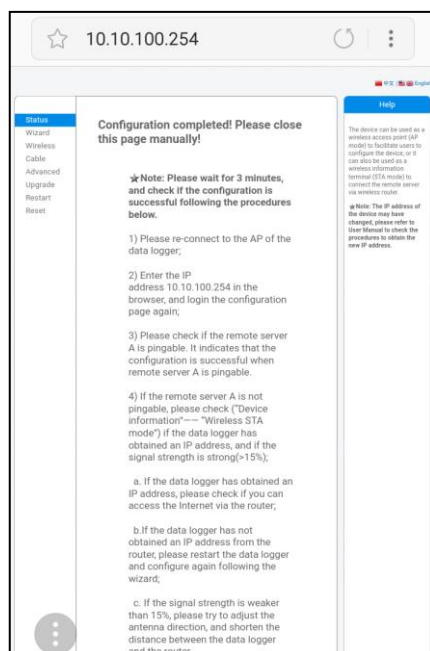 10.10.100.254
中文 | English
Help
Status
Wizard
Wireless
Cable
Advanced
Upgrade
Restart
Reset
Configuration completed! Please close
this page manually!
★Note: Please wait for 3 minutes,
and check if the configuration is
successful following the procedures
below.
1) Please re-connect to the AP of the
data logger;
2) Enter the IP
address 10.10.100.254 in the
browser, and login the configuration
page again;
3) Please check if the remote server
A is pingable. It indicates that the
configuration is successful when
remote server A is pingable.
4) If the remote server A is not
pingable, please check ("Device
information"—— "Wireless STA
mode") if the data logger has
obtained an IP address, and if the
signal strength is strong(>15%);
a. If the data logger has obtained an
IP address, please check if you can
access the Internet via the router;
b.If the data logger has not
obtained an IP address from the
router, please restart the data logger
and configure again following the
wizard;
c. If the signal strength is weaker
than 15%, please try to adjust the
antenna direction, and shorten the
distance between the data logger
and the router
The device can be used as a
wireless access point (AP
mode) to facilitate users to
configure the device, or it
can also be used as a
wireless information
terminal (STA mode) to
connect the remote server
via wireless router.
★Note: The IP address of
the device may have
changed, please refer to
User Manual to check the
procedures to obtain the
new IP address.